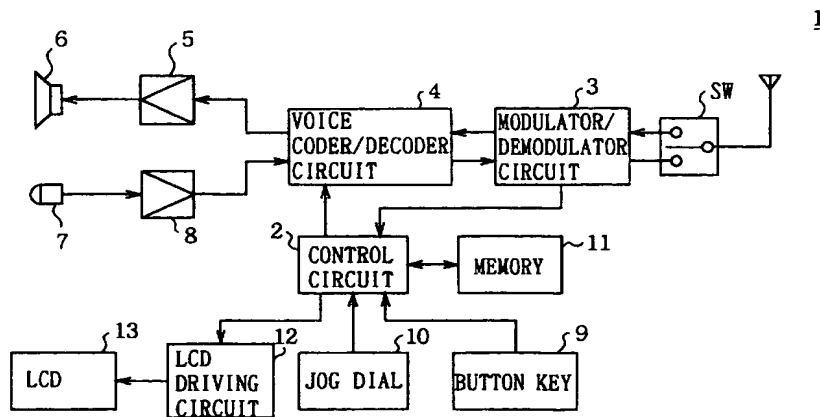 1
6
5
4
3
SW
VOICE
CODER/DECODER
CIRCUIT
MODULATOR/
DEMODULATOR
CIRCUIT
7
8
2
CONTROL
CIRCUIT
11
MEMORY
13
LCD
12
LCD
DRIVING
CIRCUIT
10
JOG DIAL
9
BUTTON KEY